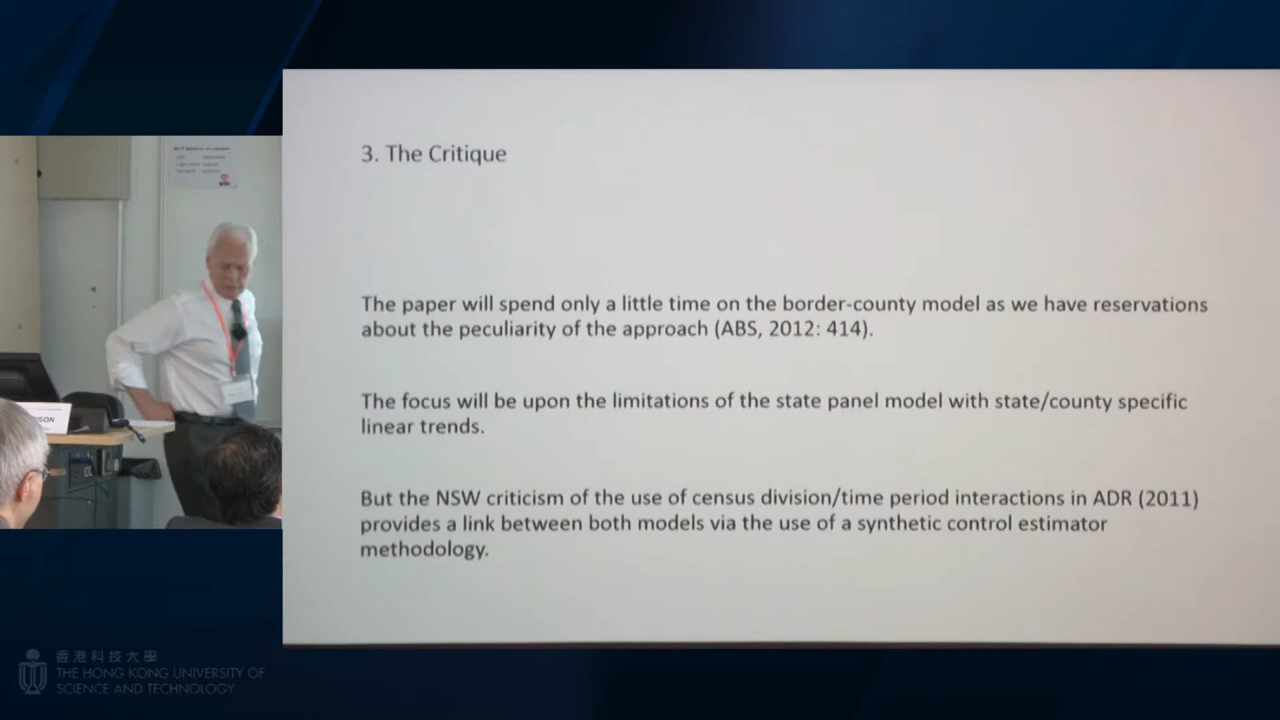 3. The Critique
The paper will spend only a little time on the border-county model as we have reservations
about the peculiarity of the approach (ABS, 2012: 414).
The focus will be upon the limitations of the state panel model with state/county specific
linear trends.
But the NSW criticism of the use of census division/time period interactions in ADR (2011)
provides a link between both models via the use of a synthetic control estimator
methodology.
香港科技大學
THE HONG KONG UNIVERSITY OF
SCIENCE AND TECHNOLOGY